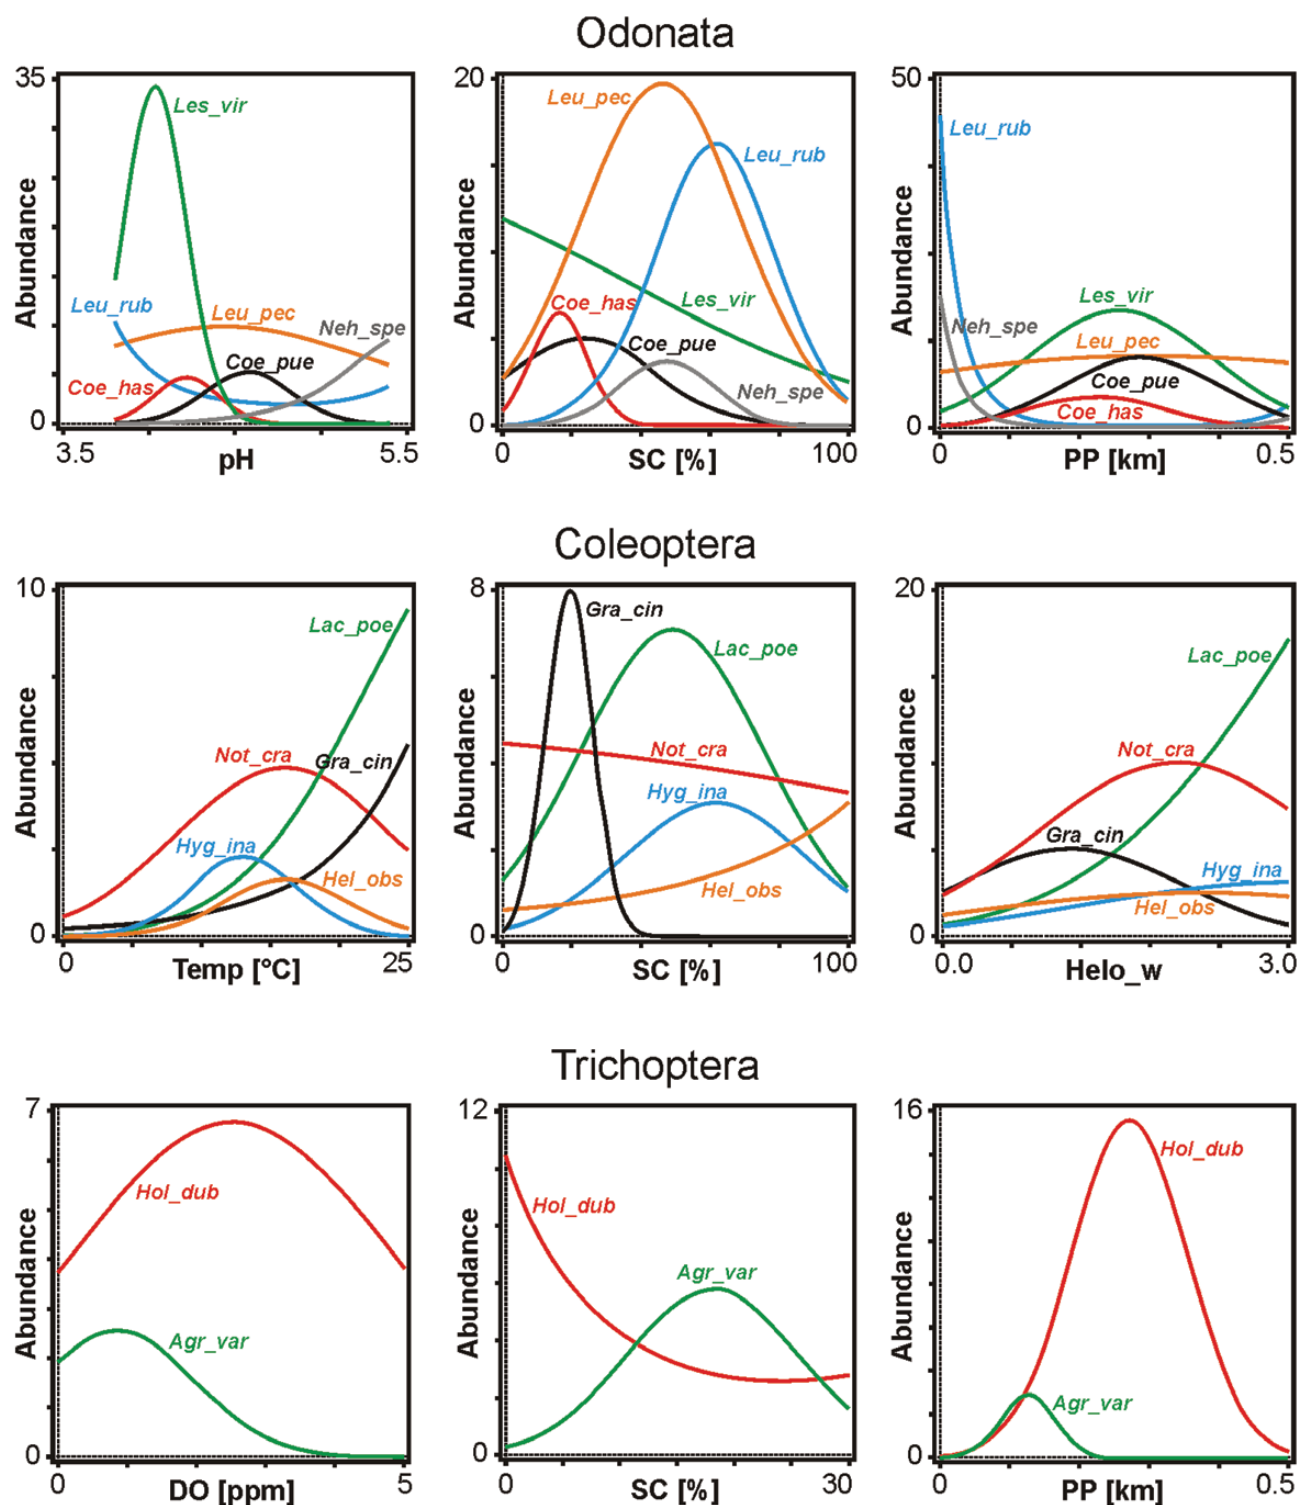 Odonata
35
Abundance
0
3.5
pH
5.5
Les_vir
Leu_rub
Leu_pec
Neh_spe
Coe_pue
Coe_has
20
Abundance
0
0
SC [%]
100
Leu_pec
Leu_rub
Coe_has
Les_vir
Coe_pue
Neh_spe
50
Abundance
0
0
PP [km]
0.5
Leu_rub
Les_vir
Neh_spe
Leu_pec
Coe_pue
Coe_has
Coleoptera
10
Abundance
0
0
Temp [°C]
25
Lac_poe
Not_cra
Gra_cin
Hyg_ina
Hel_obs
8
Abundance
0
0
SC [%]
100
Gra_cin
Lac_poe
Not_cra
Hyg_ina
Hel_obs
20
Abundance
0
0.0
Helo_w
3.0
Lac_poe
Not_cra
Gra_cin
Hyg_ina
Hel_obs
Trichoptera
7
Abundance
0
0
DO [ppm]
5
Hol_dub
Agr_var
12
Abundance
0
0
SC [%]
30
Hol_dub
Agr_var
16
Abundance
0
0
PP [km]
0.5
Hol_dub
Agr_var